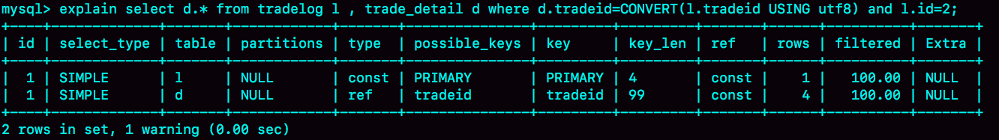 mysql> explain select d.* from tradelog l , trade_detail d where d.tradeid=CONVERT(l.tradeid USING utf8) and l.id=2;
+----+-------------+-------+------------+-------+---------------+---------+---------+-------+------+----------+-------+
| id | select_type | table | partitions | type  | possible_keys | key     | key_len | ref   | rows | filtered | Extra |
+----+-------------+-------+------------+-------+---------------+---------+---------+-------+------+----------+-------+
|  1 | SIMPLE      | l     | NULL       | const | PRIMARY       | PRIMARY | 4       | const |    1 |   100.00 | NULL  |
|  1 | SIMPLE      | d     | NULL       | ref   | tradeid       | tradeid | 99      | const |    4 |   100.00 | NULL  |
+----+-------------+-------+------------+-------+---------------+---------+---------+-------+------+----------+-------+
2 rows in set, 1 warning (0.00 sec)